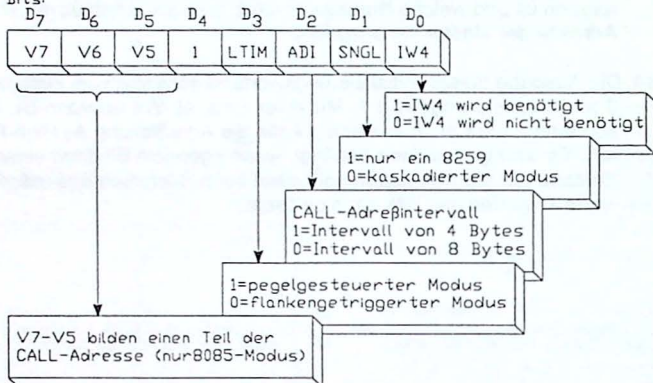 Bits:
D7 D6 D5 D4 D3 D2 D1 D0
V7 V6 V5 1 LTIM ADI SNGL IW4
1=IW4 wird benötigt
0=IW4 wird nicht benötigt
1=nur ein 8259
0=kaskadierter Modus
CALL-Adreßintervall
1=Intervall von 4 Bytes
0=Intervall von 8 Bytes
1=pegelgesteuerter Modus
0=flankengetriggerter Modus
V7-V5 bilden einen Teil der
CALL-Adresse (nur8085-Modus)